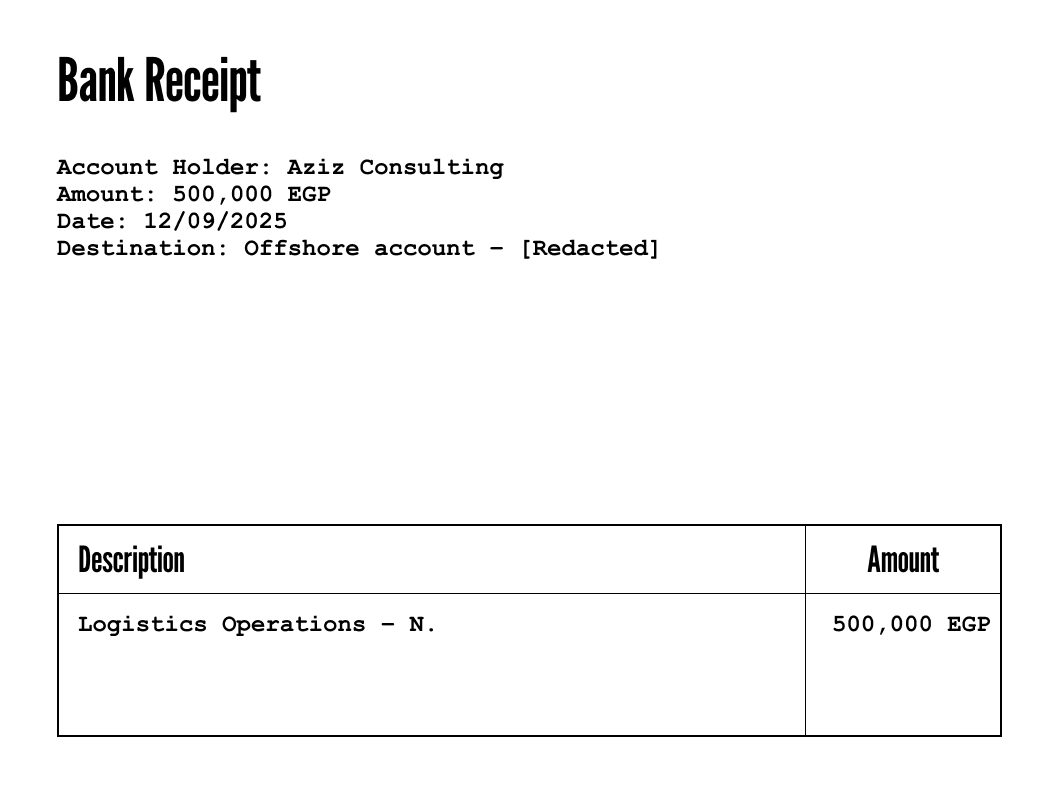 Bank Receipt
Account Holder: Aziz Consulting
Amount: 500,000 EGP
Date: 12/09/2025
Destination: Offshore account – [Redacted]
Description Amount
Logistics Operations – N. 500,000 EGP